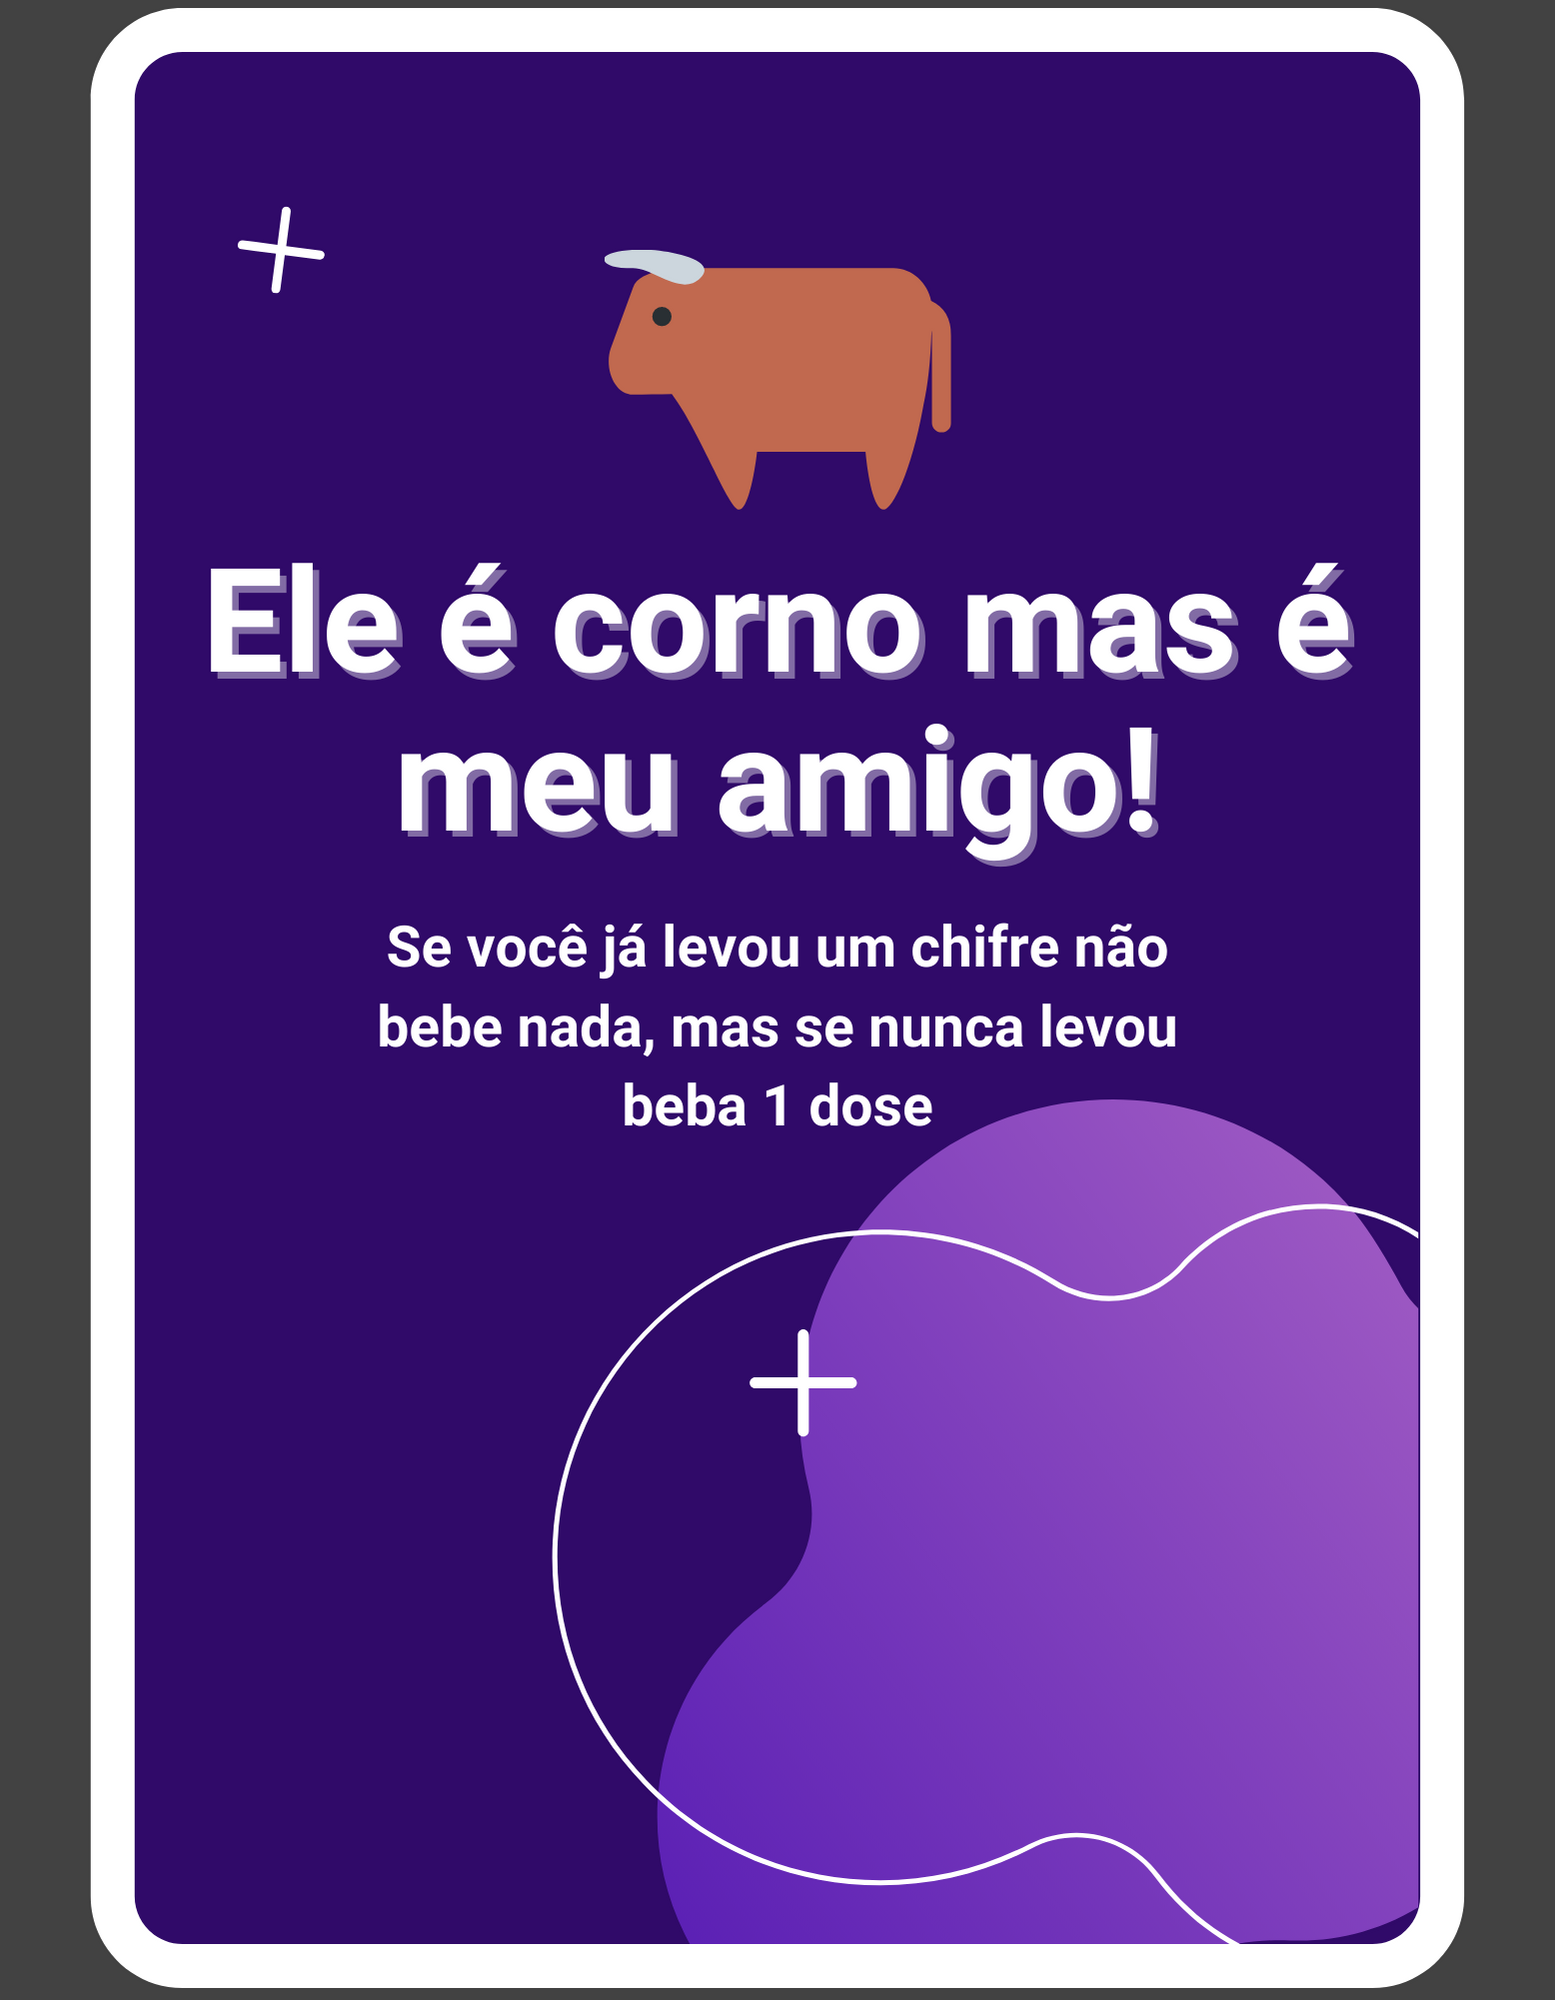 Ele é corno mas é
meu amigo!
Se você já levou um chifre não
bebe nada, mas se nunca levou
beba 1 dose